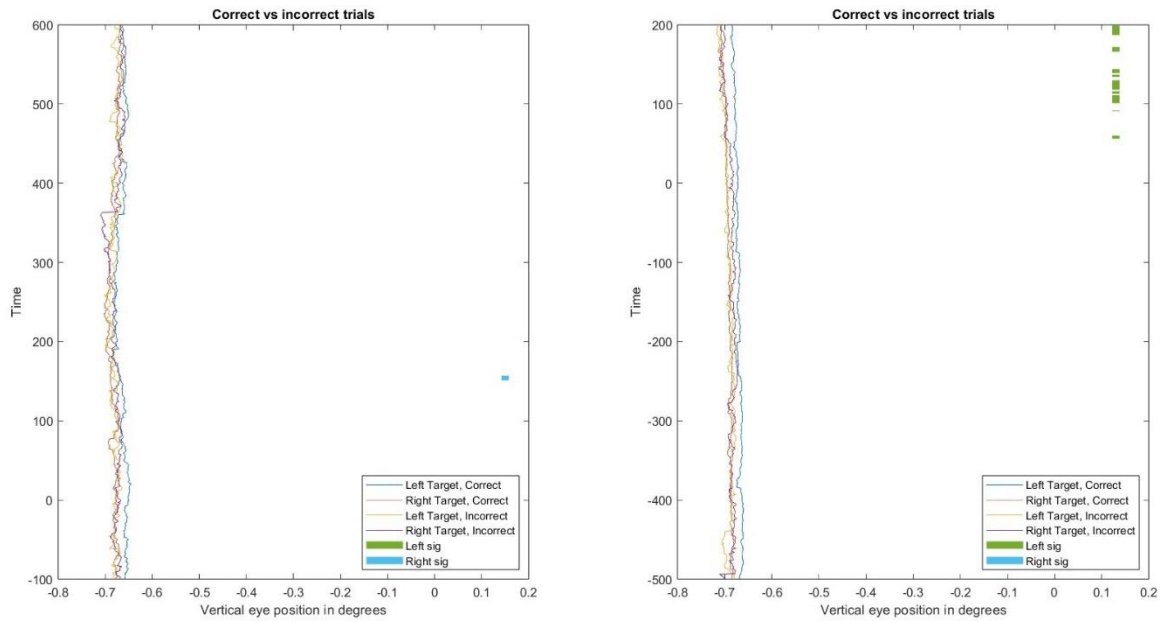 Correct vs incorrect trials
600
500
400
300
200
100
0
-100
Time
-0.8 -0.7 -0.6 -0.5 -0.4 -0.3 -0.2 -0.1 0 0.1 0.2
Vertical eye position in degrees
Left Target, Correct
Right Target, Correct
Left Target, Incorrect
Right Target, Incorrect
Left sig
Right sig
Correct vs incorrect trials
200
100
0
-100
-200
-300
-400
-500
Time
-0.8 -0.7 -0.6 -0.5 -0.4 -0.3 -0.2 -0.1 0 0.1 0.2
Vertical eye position in degrees
Left Target, Correct
Right Target, Correct
Left Target, Incorrect
Right Target, Incorrect
Left sig
Right sig